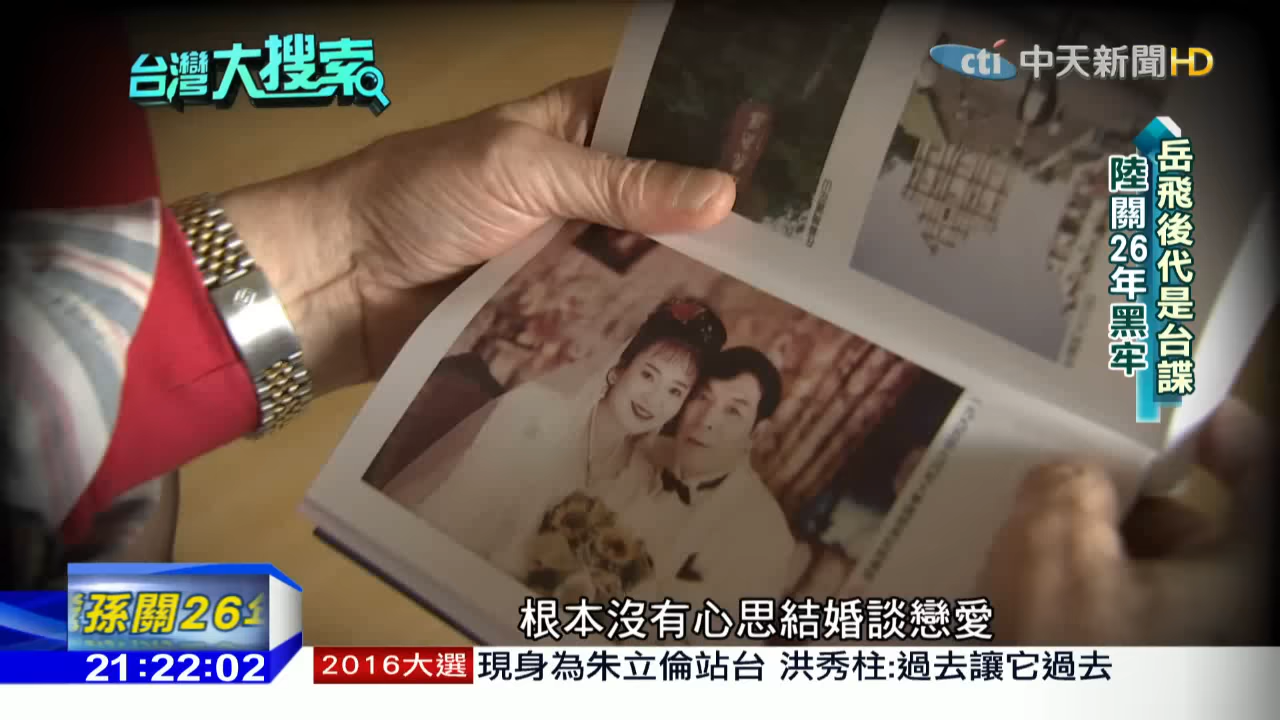 台灣大搜索
cti 中天新聞HD
岳飛後代是台諜
陸關26年黑牢
根本沒有心思結婚談戀愛
孫關26年
21:22:02
2016大選 現身為朱立倫站台 洪秀柱:過去讓它過去